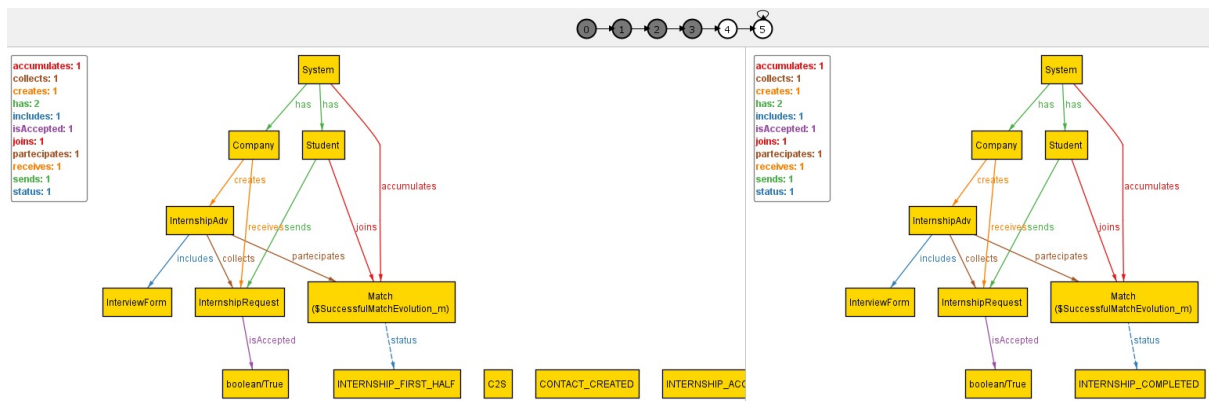 0 1 2 3 4 5
accumulates: 1
collects: 1
creates: 1
has: 2
includes: 1
isAccepted: 1
joins: 1
partecipates: 1
receives: 1
sends: 1
status: 1
System
has has
Company Student
creates
accumulates
InternshipAdv
receives sends joins
includes collects partecipates
InterviewForm InternshipRequest Match
($SuccessfulMatchEvolution_m)
isAccepted status
boolean/True INTERNSHIP_FIRST_HALF C2S CONTACT_CREATED INTERNSHIP_ACC
accumulates: 1
collects: 1
creates: 1
has: 2
includes: 1
isAccepted: 1
joins: 1
partecipates: 1
receives: 1
sends: 1
status: 1
System
has has
Company Student
creates
accumulates
InternshipAdv
receives sends joins
includes collects partecipates
InterviewForm InternshipRequest Match
($SuccessfulMatchEvolution_m)
isAccepted status
boolean/True INTERNSHIP_COMPLETED